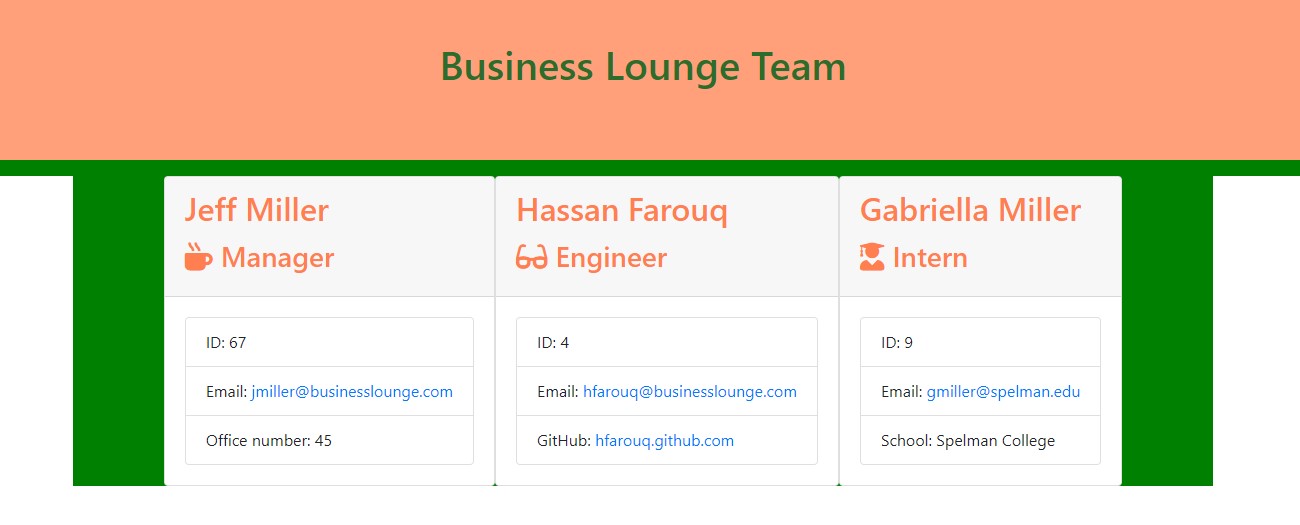 Business Lounge Team
Jeff Miller
Manager
ID: 67
Email: jmiller@businesslounge.com
Office number: 45
Hassan Farouq
Engineer
ID: 4
Email: hfarouq@businesslounge.com
GitHub: hfarouq.github.com
Gabriella Miller
Intern
ID: 9
Email: gmiller@spelman.edu
School: Spelman College